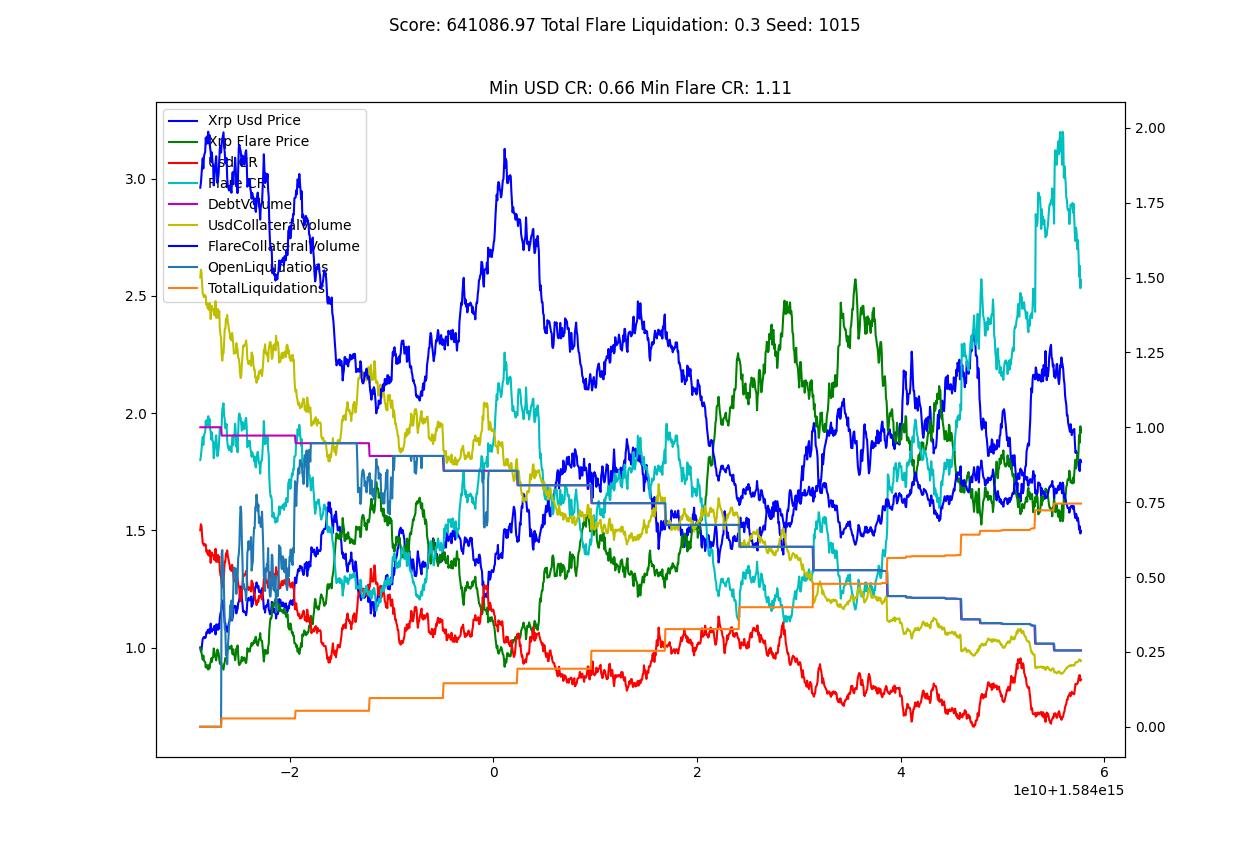 Score: 641086.97 Total Flare Liquidation: 0.3 Seed: 1015
Min USD CR: 0.66 Min Flare CR: 1.11
Xrp Usd Price
Xrp Flare Price
Usd CR
Flare CR
DebtVolume
UsdCollateralVolume
FlareCollateralVolume
OpenLiquidations
TotalLiquidations
3.0
2.5
2.0
1.5
1.0
2.00
1.75
1.50
1.25
1.00
0.75
0.50
0.25
0.00
−2 0 2 4 6
1e10+1.584e15